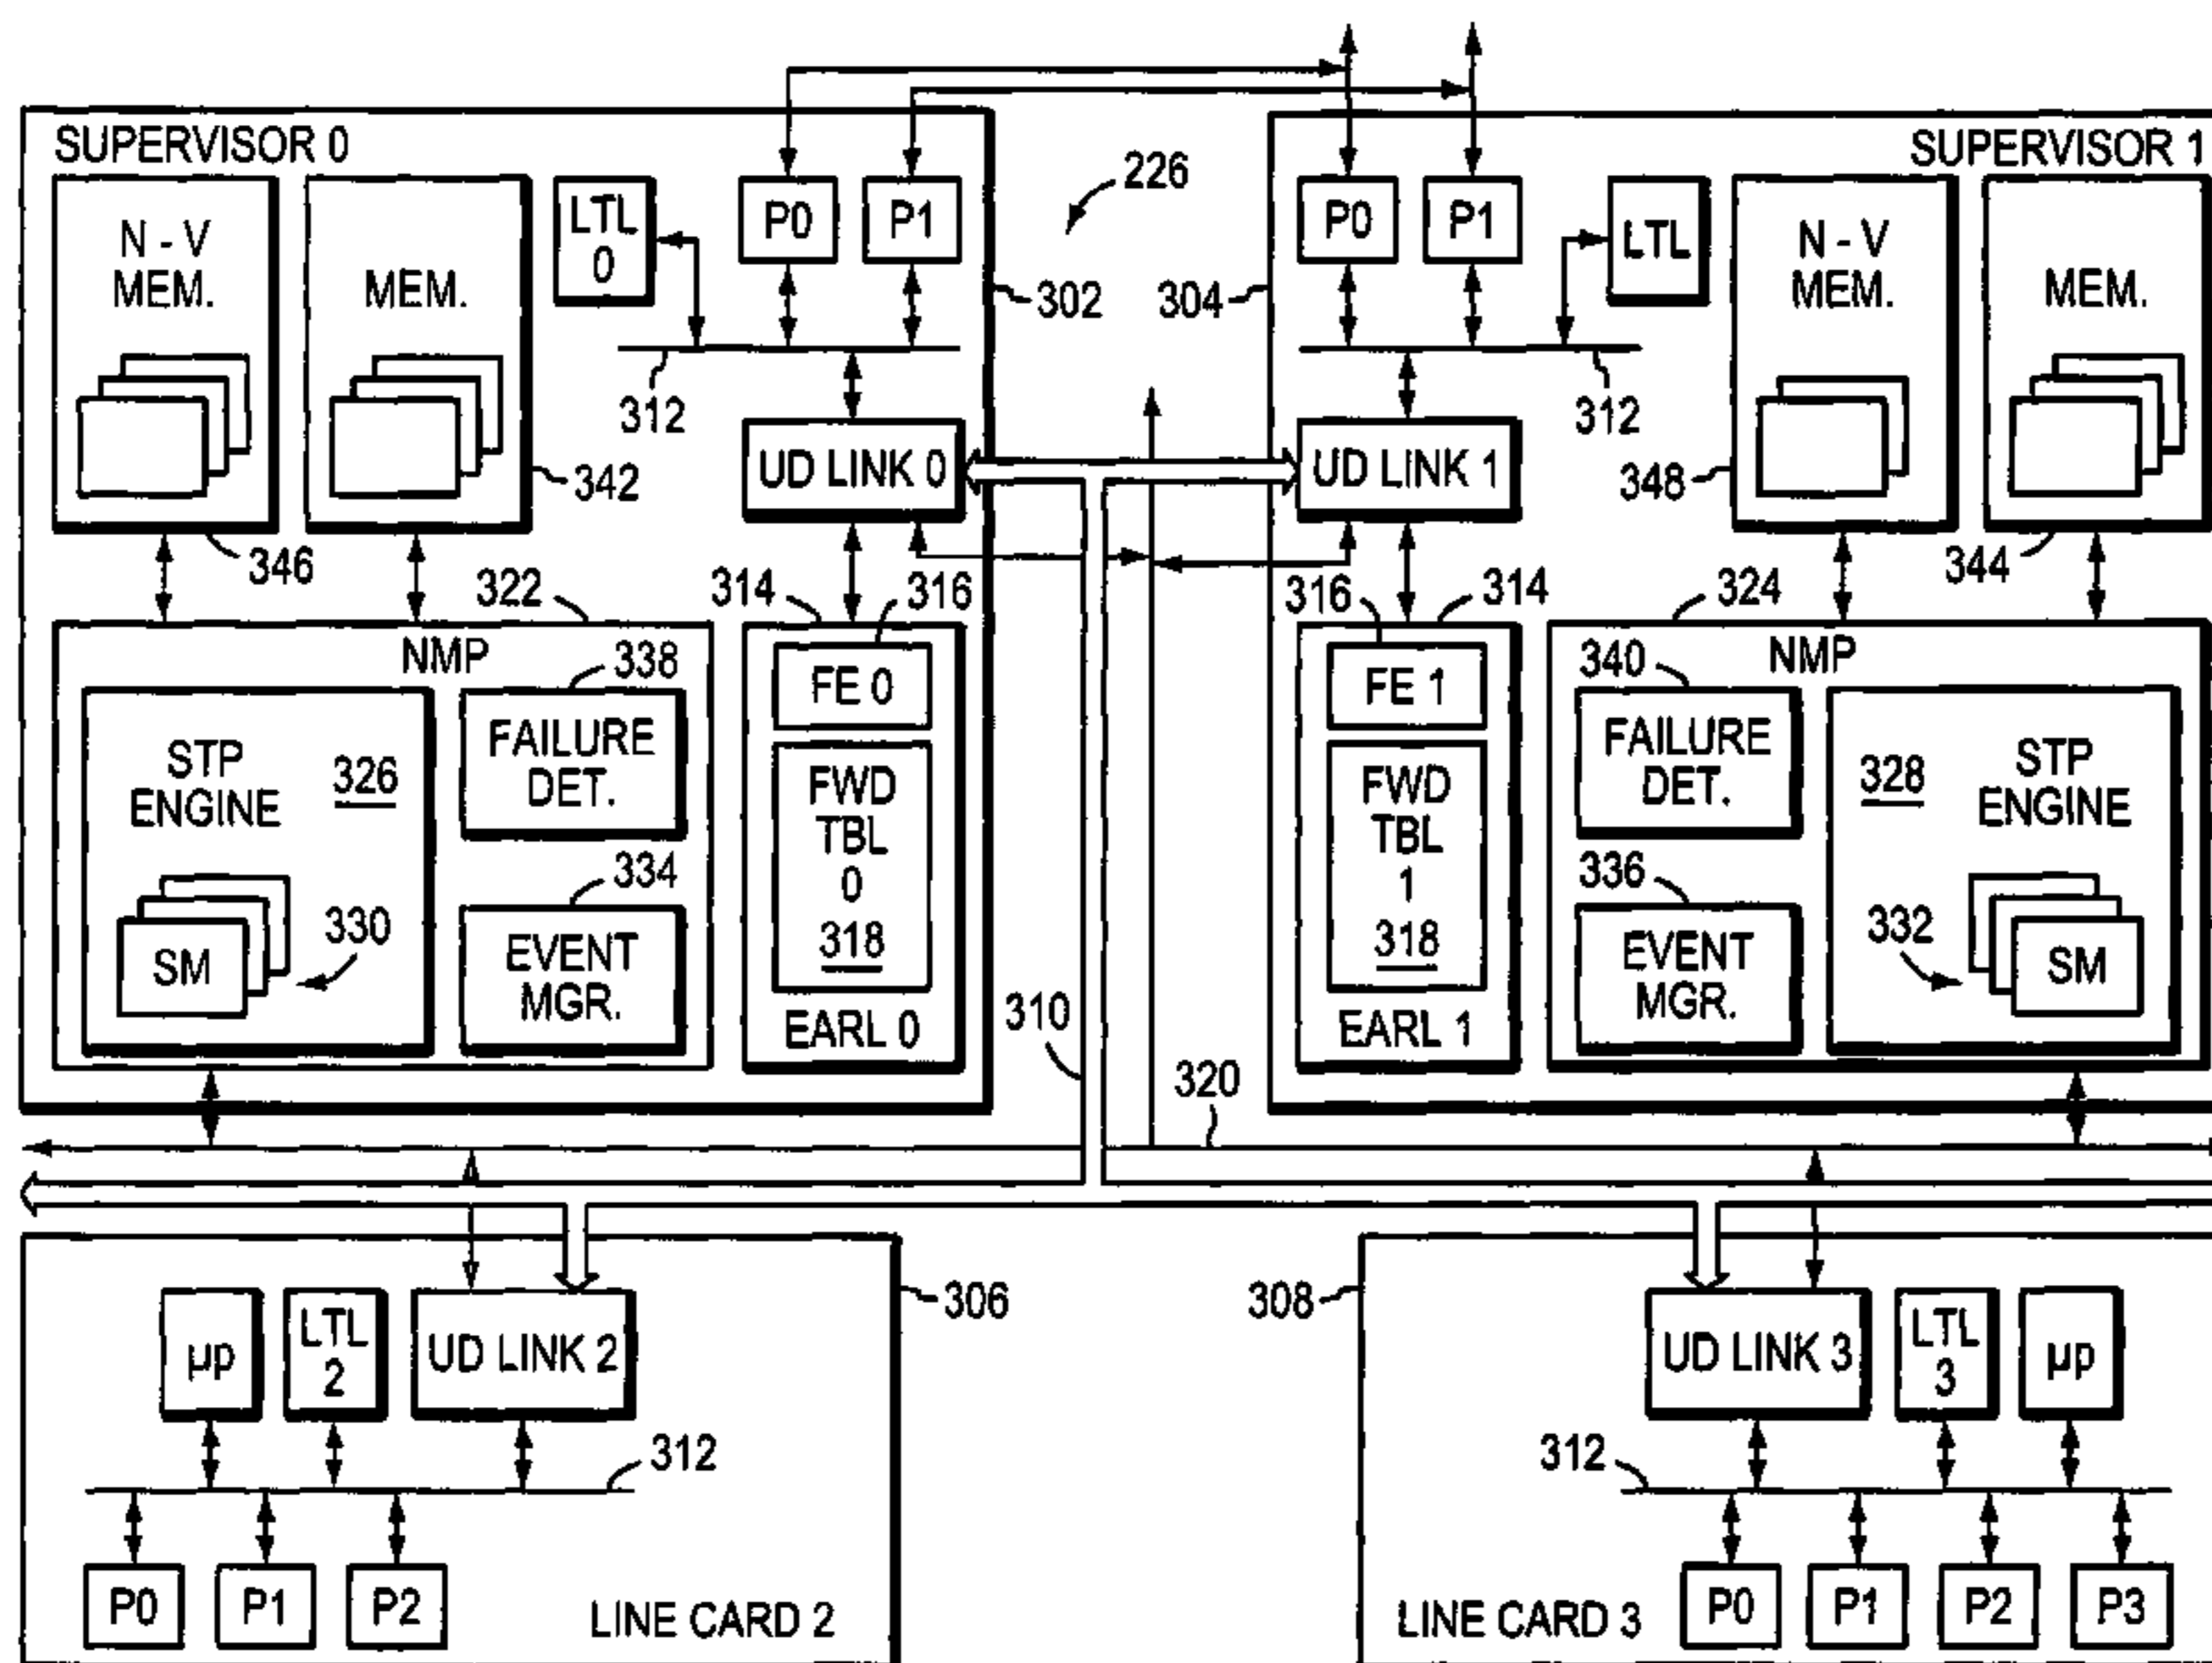 SUPERVISOR 0
N - V
MEM.
346
MEM.
342
LTL
0
P0
P1
312
302
226
UD LINK 0
322
NMP
STP
ENGINE
326
SM
330
338
FAILURE
DET.
334
EVENT
MGR.
314
316
FE 0
FWD
TBL
0
318
EARL 0
SUPERVISOR 1
304
P0
P1
LTL
312
N - V
MEM.
348
MEM.
344
UD LINK 1
316
314
FE 1
FWD
TBL
1
318
EARL 1
324
NMP
340
FAILURE
DET.
336
EVENT
MGR.
328
STP
ENGINE
332
SM
310
320
306
µp
LTL
2
UD LINK 2
312
P0
P1
P2
LINE CARD 2
308
UD LINK 3
LTL
3
µp
312
LINE CARD 3
P0
P1
P2
P3